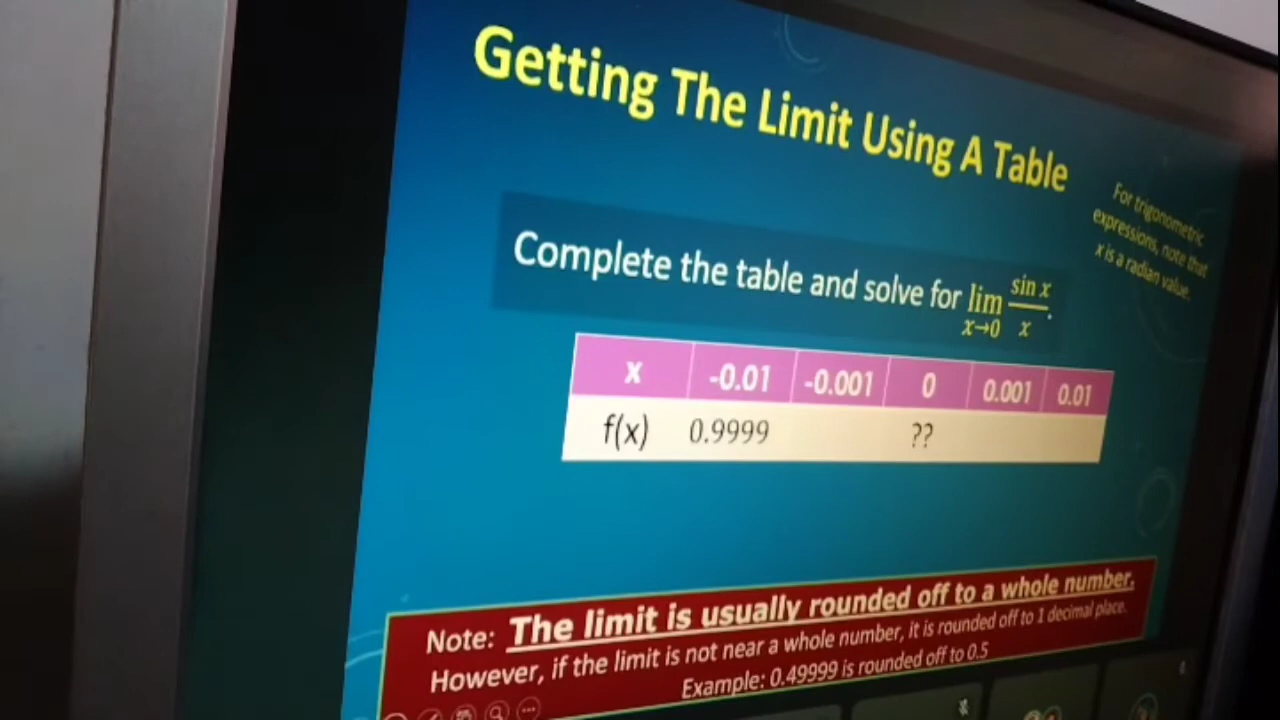 Getting The Limit Using A Table
For trigonometric
expressions, note that
x is a radian value.
Complete the table and solve for lim x→0 sin x / x.
x -0.01 -0.001 0 0.001 0.01
f(x) 0.9999 ??
Note: The limit is usually rounded off to a whole number.
However, if the limit is not near a whole number, it is rounded off to 1 decimal place.
Example: 0.49999 is rounded off to 0.5